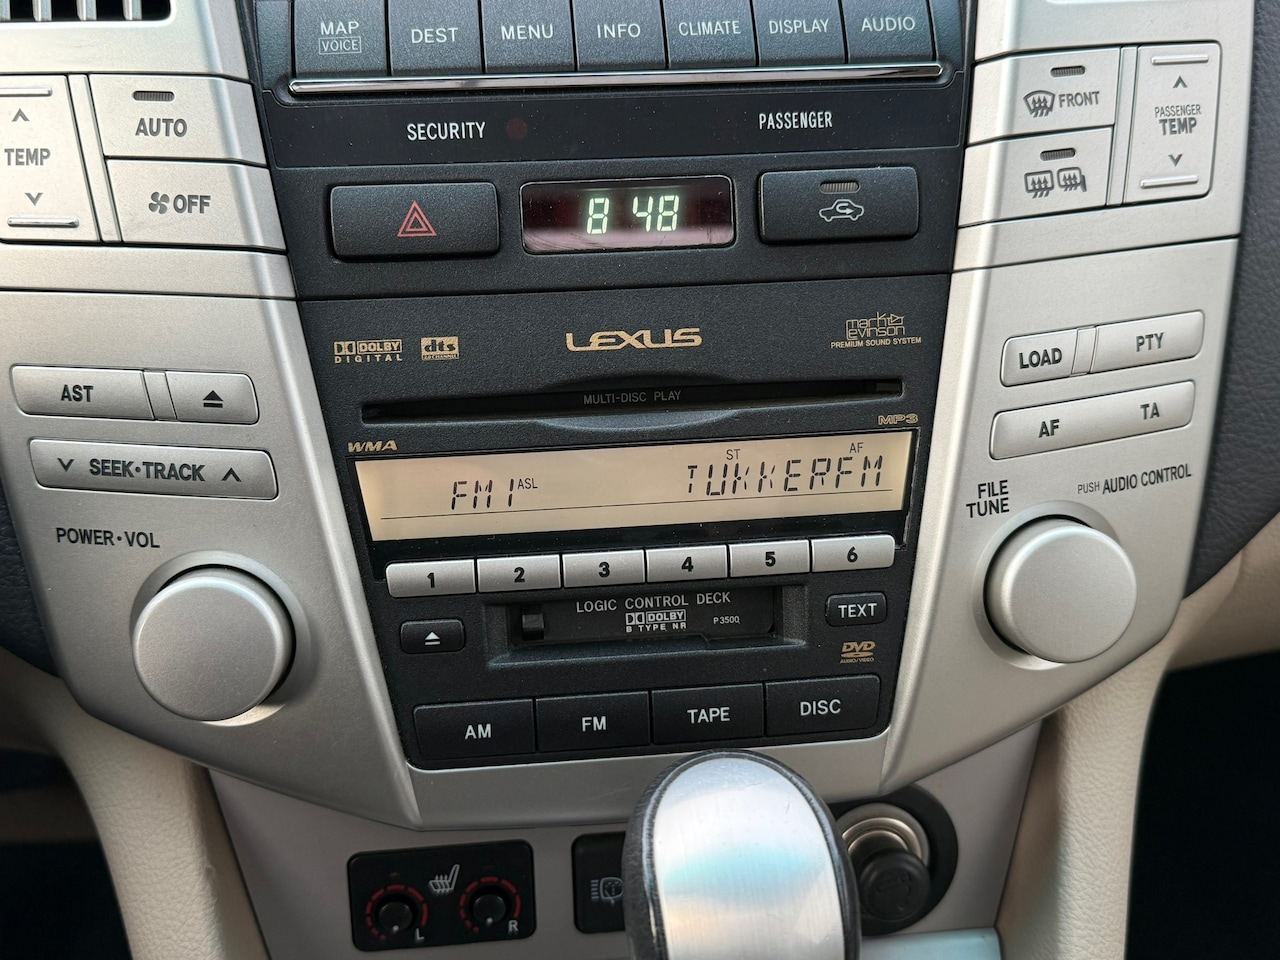 MAP
VOICE
DEST
MENU
INFO
CLIMATE
DISPLAY
AUDIO
TEMP
AUTO
OFF
SECURITY
PASSENGER
FRONT
PASSENGER
TEMP
8 48
DOLBY
DIGITAL
dts
LEXUS
mark levinson
PREMIUM SOUND SYSTEM
AST
SEEK•TRACK
POWER•VOL
MULTI-DISC PLAY
WMA
MP3
FM1 ASL
ST
AF
TUKKERFM
LOAD
PTY
AF
TA
FILE
TUNE
PUSH AUDIO CONTROL
1 2 3 4 5 6
LOGIC CONTROL DECK
DOLBY
B TYPE NR
P3500
TEXT
DVD
AUDIO/VIDEO
AM
FM
TAPE
DISC
L
R